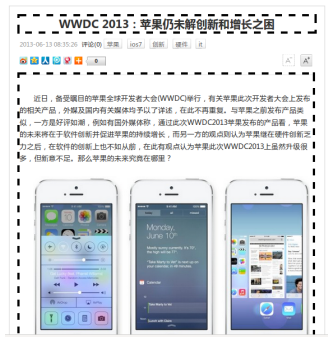 WWDC 2013：苹果仍未解创新和增长之困
2013-06-13 08:35:26 评论(0) 苹果 ios7 创新 硬件 it
0
A+ A-
近日，备受瞩目的苹果全球开发者大会(WWDC)举行，有关苹果此次开发者大会上发布
的相关产品，外媒及国内有关媒体均予以了详述，在此不再重复。与苹果之前发布产品类
似，一方是好评如潮，例如有国外媒体称，通过此次WWDC2013苹果发布的产品看，苹果
的未来将在于软件创新并促进苹果的持续增长，而另一方的观点则认为苹果继在硬件创新乏
力之后，在软件的创新上也不如从前，在此有观点认为苹果此次WWDC2013上虽然升级很
多，但新意不足。那么苹果的未来究竟在哪里？
Monday,
June 10th
Calendar